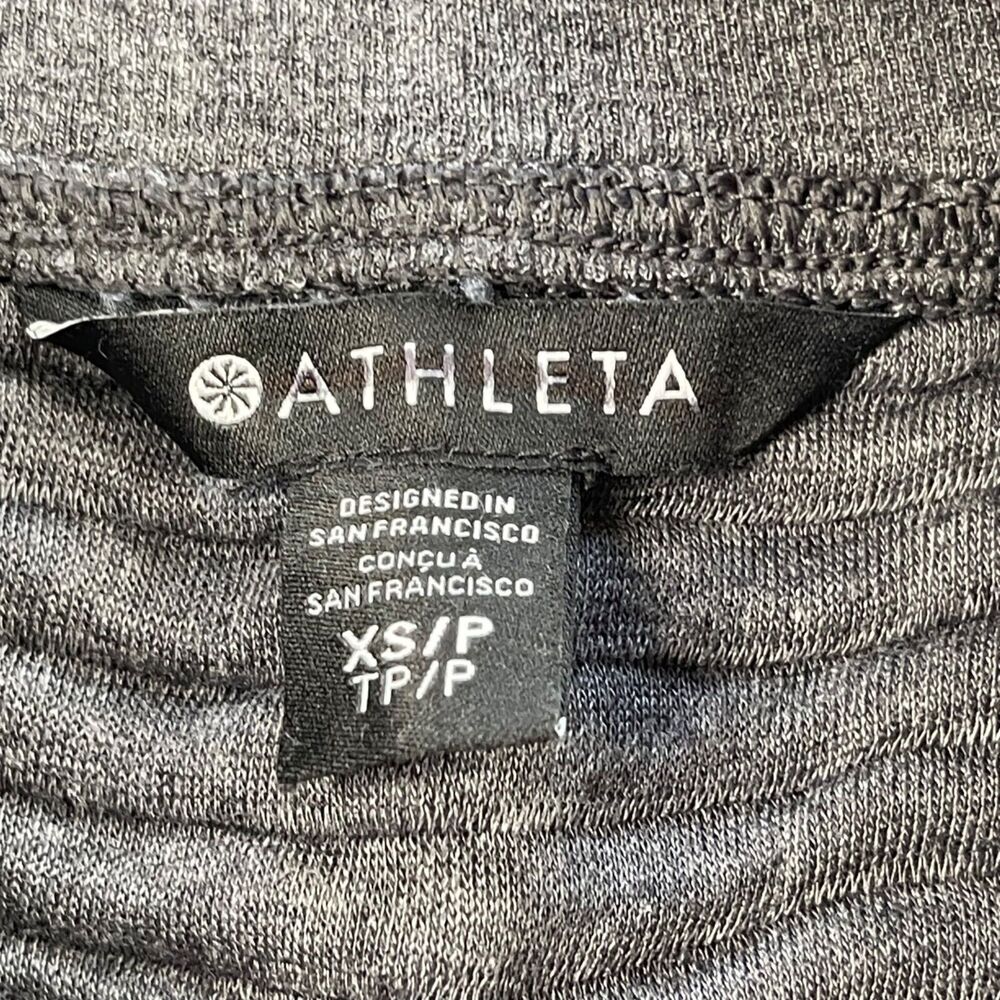 ATHLETA
DESIGNED IN
SAN FRANCISCO
CONÇU À
SAN FRANCISCO
XS/P
TP/P